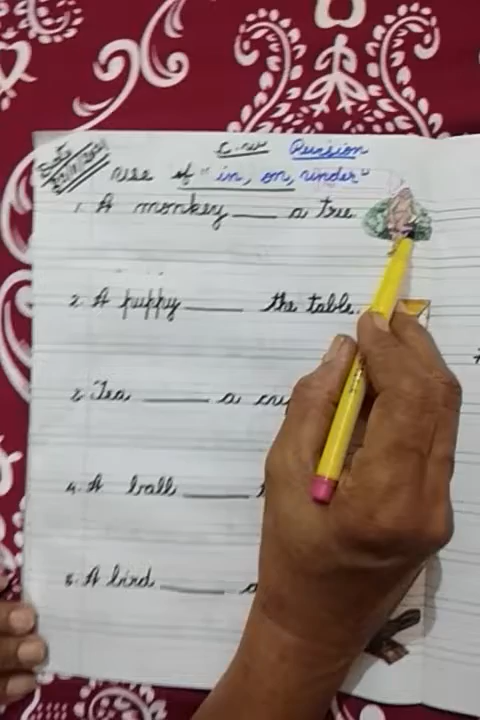 C.W Revision
use of "in, on, under"
1. A monkey ____ a tree
2. A puppy ____ the table.
3. Tea ____ a
4. A ball ____
5. A bird ____